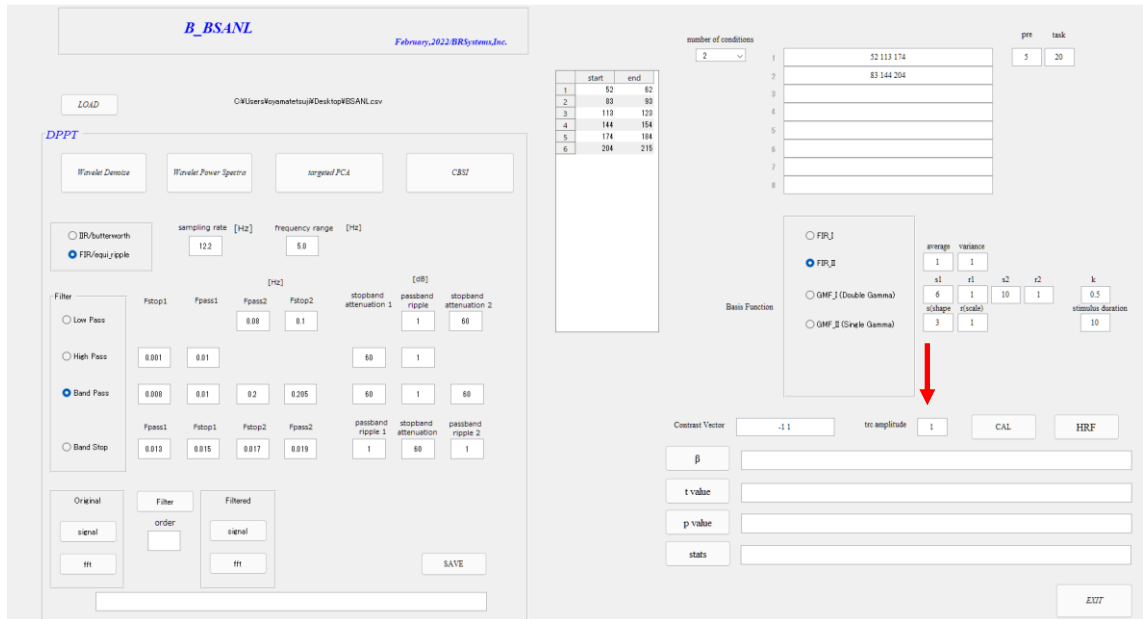 B_BSANL
February,2022/BRSystems,Inc.
LOAD
C:¥Users¥oyamatetsuji¥Desktop¥BSANL.csv
DPPT
Wavelet Denoize
Wavelet Power Spectra
targeted PCA
CBSI
IIR/butterworth
FIR/equi_ripple
sampling rate [Hz] frequency range [Hz]
12.2 5.0
[Hz] [dB]
Filter
Fstop1 Fpass1 Fpass2 Fstop2 stopband attenuation 1 passband ripple stopband attenuation 2
Low Pass 0.08 0.1 1 60
High Pass 0.001 0.01 60 1
Band Pass 0.008 0.01 0.2 0.205 60 1 60
Fpass1 Fstop1 Fstop2 Fpass2 passband ripple 1 stopband attenuation passband ripple 2
Band Stop 0.013 0.015 0.017 0.019 1 60 1
Original
signal
fft
Filter
order
Filtered
signal
fft
SAVE
start end
1 52 62
2 83 93
3 113 123
4 144 154
5 174 184
6 204 215
number of conditions
2
pre task
5 20
1 52 113 174
2 83 144 204
3
4
5
6
7
8
Basis Function
FIR_I
FIR_II
GMF_I (Double Gamma)
GMF_II (Single Gamma)
average variance
1 1
s1 r1 s2 r2 k
6 1 10 1 0.5
s(shape r(scale) stimulus duration
3 1 10
Contrast Vector -1 1 trc amplitude 1 CAL HRF
β
t value
p value
stats
EXIT